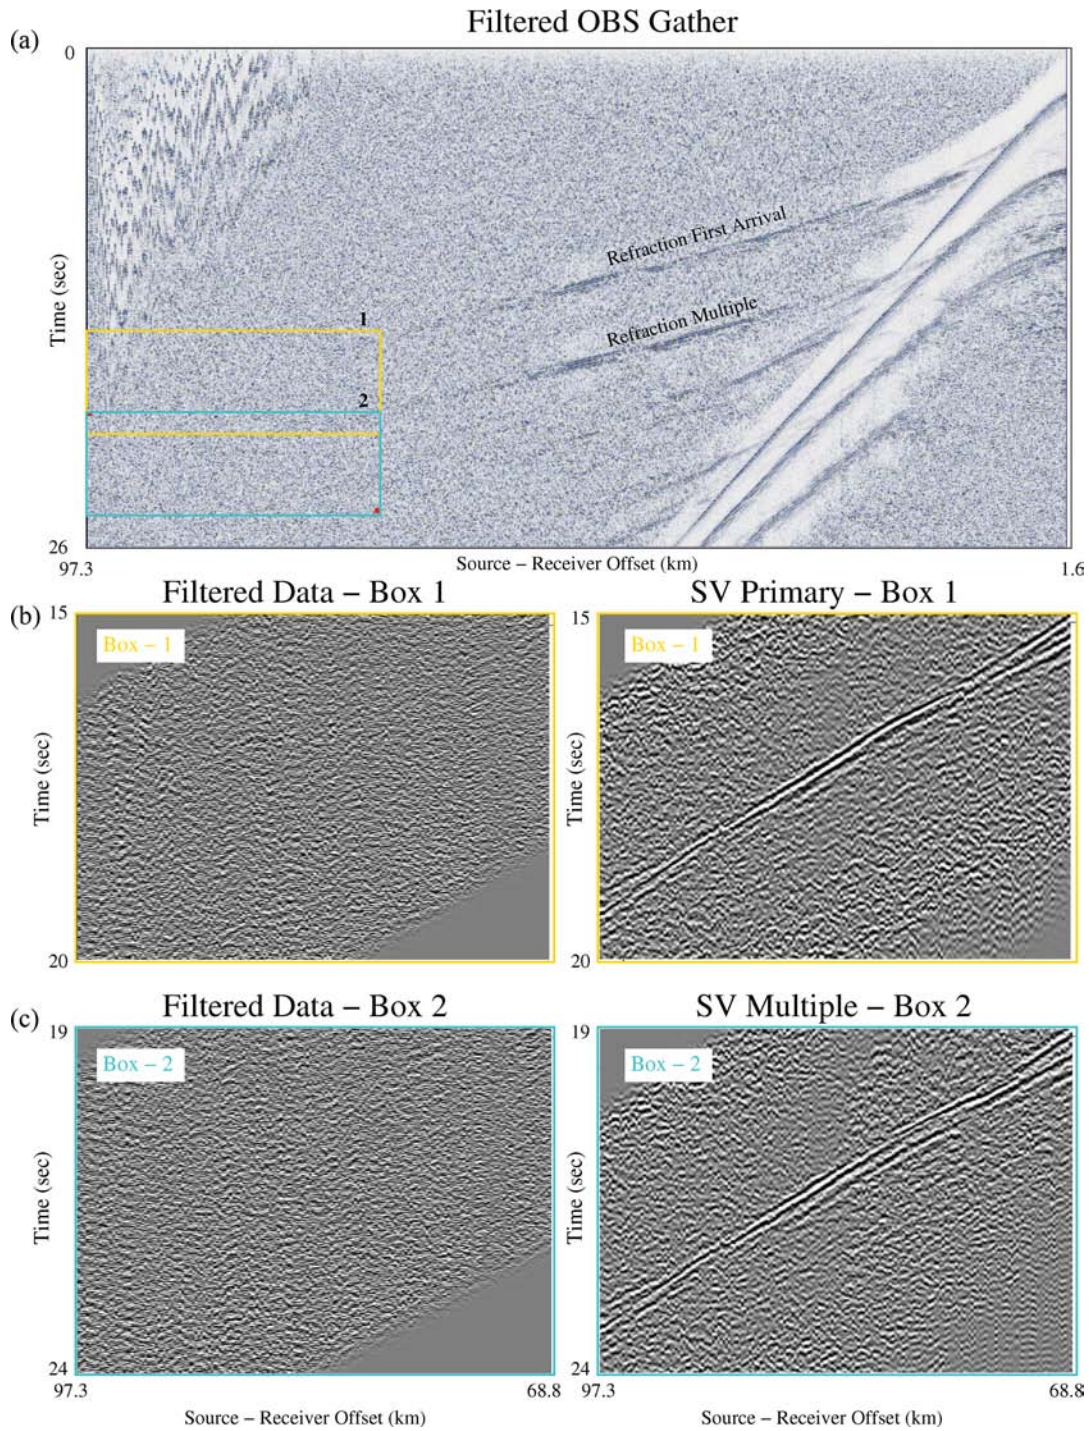 Filtered OBS Gather
(a)
0
Refraction First Arrival
Refraction Multiple
1
2
Time (sec)
26
97.3
Source – Receiver Offset (km)
1.6
Filtered Data – Box 1
SV Primary – Box 1
(b)
15
Box – 1
Time (sec)
20
15
Box – 1
Time (sec)
20
Filtered Data – Box 2
SV Multiple – Box 2
(c)
19
Box – 2
Time (sec)
24
97.3
68.8
Source – Receiver Offset (km)
19
Box – 2
Time (sec)
24
97.3
68.8
Source – Receiver Offset (km)